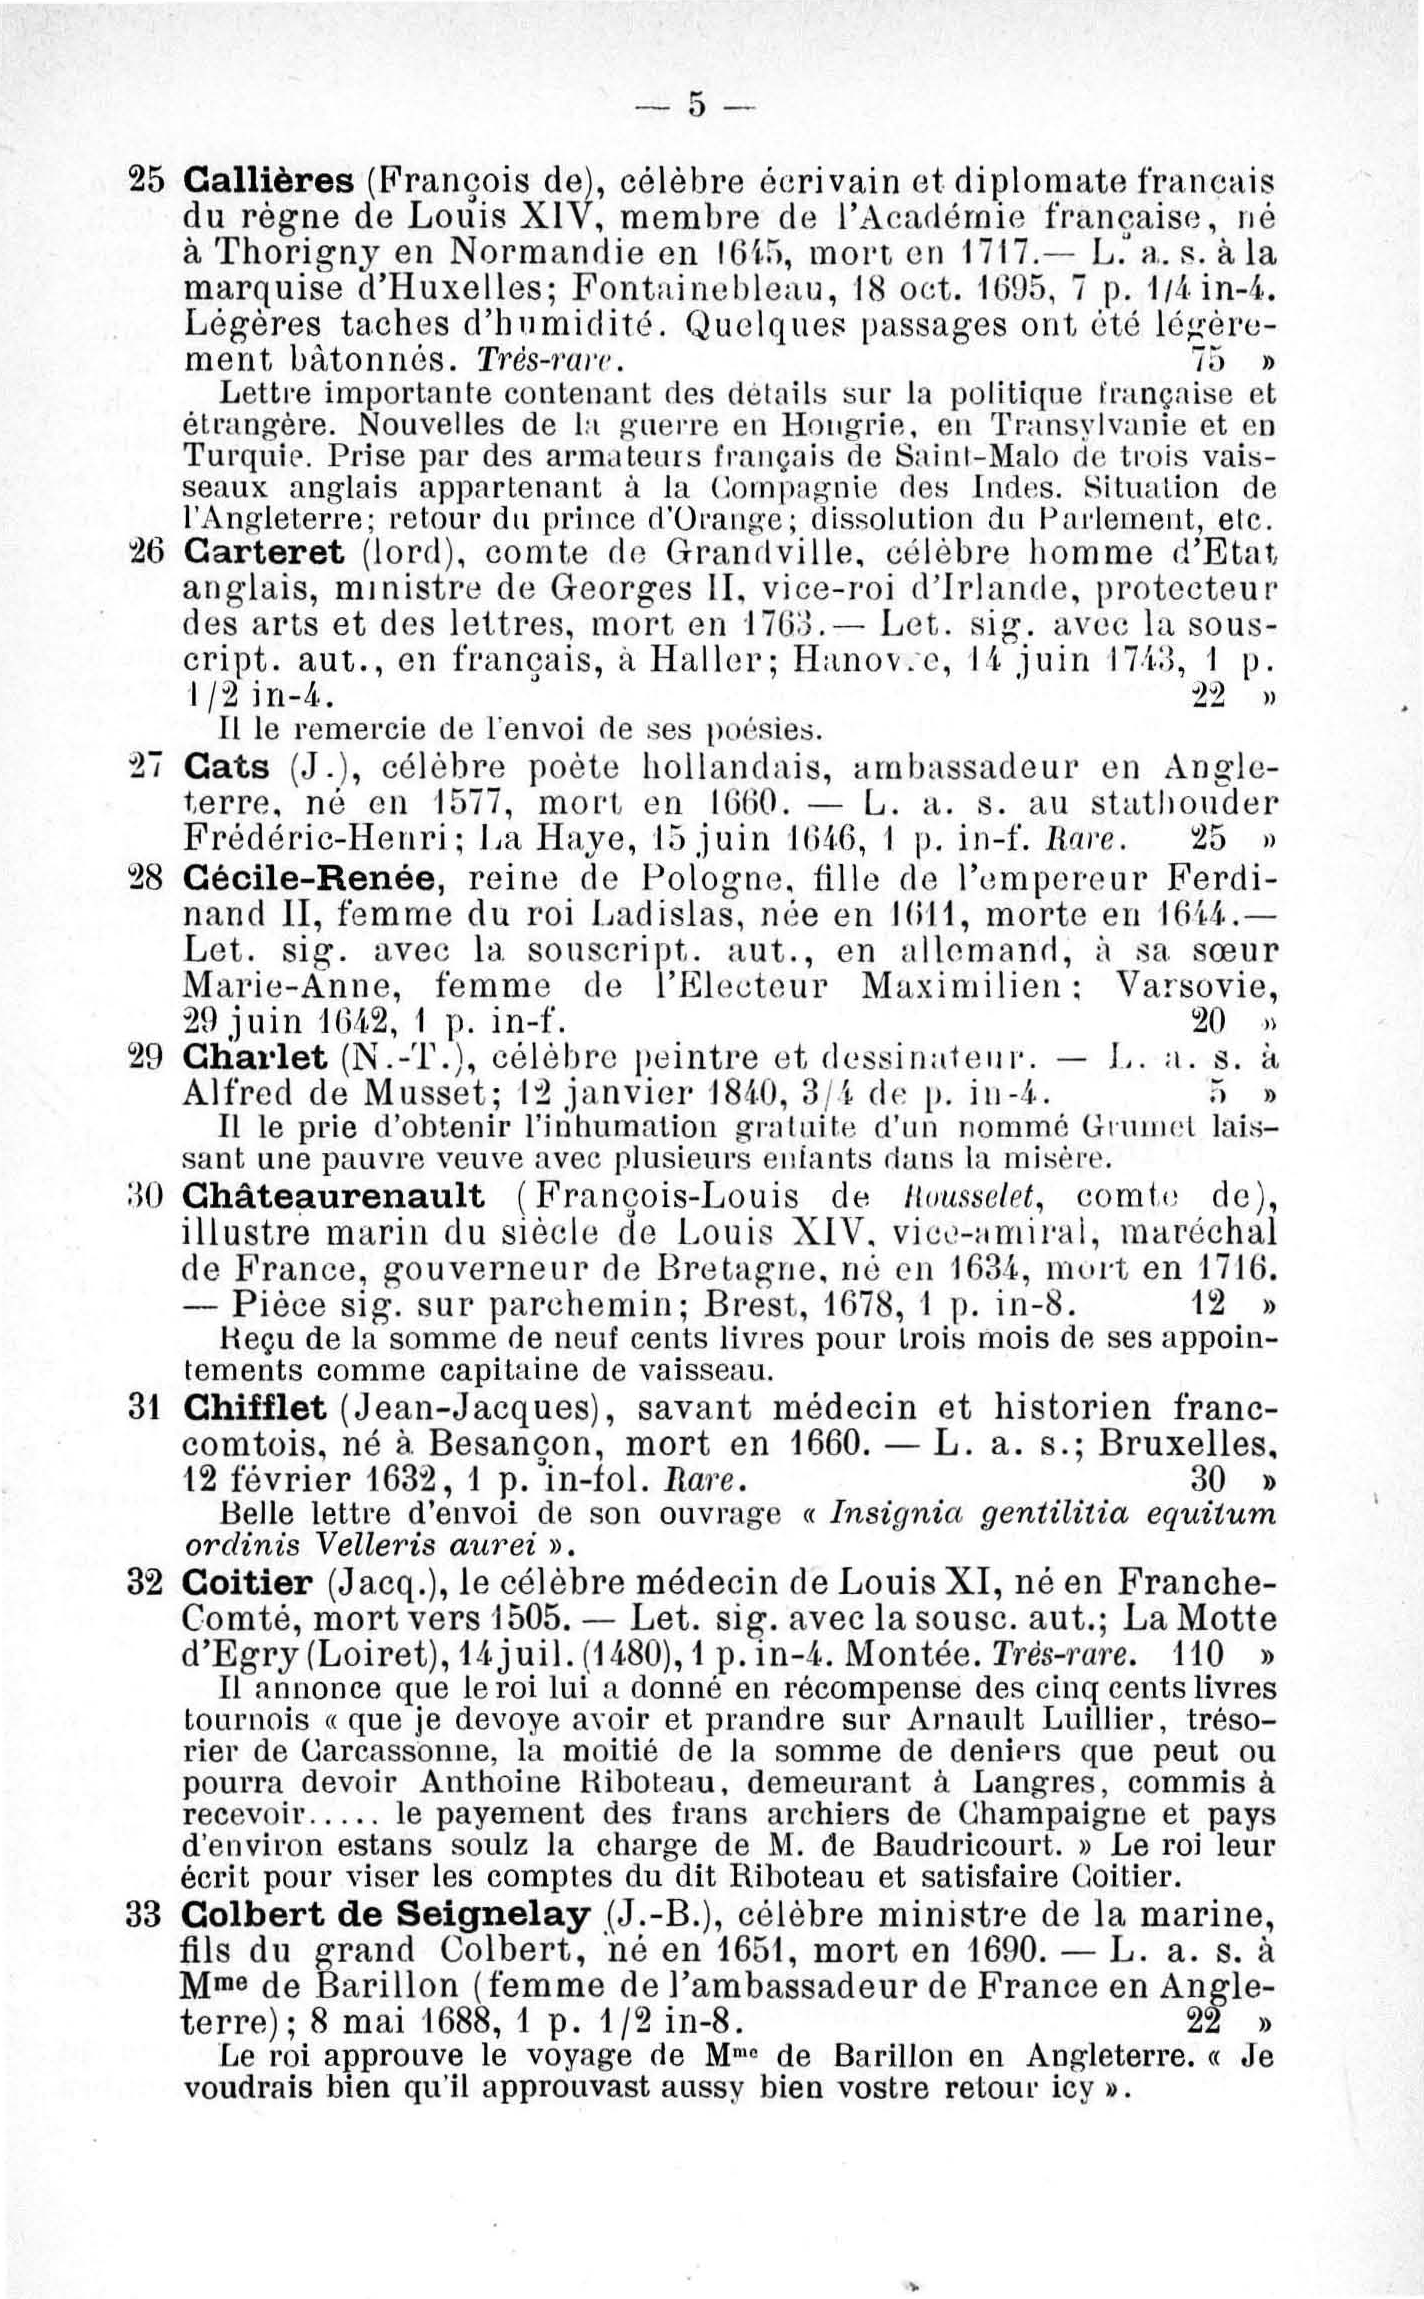 — 5 —
25 Callières (François de), célèbre écrivain et diplomate français
du règne de Louis XIV, membre de l'Académie française, né
à Thorigny en Normandie en 1645, mort en 1717.— L. a. s. à la
marquise d'Huxelles; Fontainebleau, 18 oct. 1695, 7 p. 1/4 in-4.
Légères taches d'humidité. Quelques passages ont été légère-
ment bâtonnés. Très-rare. 75 »
Lettre importante contenant des détails sur la politique française et
étrangère. Nouvelles de la guerre en Hongrie, en Transylvanie et en
Turquie. Prise par des armateurs français de Saint-Malo de trois vais-
seaux anglais appartenant à la Compagnie des Indes. Situation de
l'Angleterre; retour du prince d'Orange; dissolution du Parlement, etc.
26 Carteret (lord), comte de Grandville, célèbre homme d'Etat
anglais, ministre de Georges II, vice-roi d'Irlande, protecteur
des arts et des lettres, mort en 1763.— Let. sig. avec la sous-
cript. aut., en français, à Haller; Hanovre, 14 juin 1743, 1 p.
1/2 in-4. 22 »
Il le remercie de l'envoi de ses poésies.
27 Cats (J.), célèbre poète hollandais, ambassadeur en Angle-
terre, né en 1577, mort en 1660. — L. a. s. au stathouder
Frédéric-Henri; La Haye, 15 juin 1646, 1 p. in-f. Rare. 25 »
28 Cécile-Renée, reine de Pologne, fille de l'empereur Ferdi-
nand II, femme du roi Ladislas, née en 1611, morte en 1644.—
Let. sig. avec la souscript. aut., en allemand, à sa sœur
Marie-Anne, femme de l'Electeur Maximilien; Varsovie,
29 juin 1642, 1 p. in-f. 20 »
29 Charlet (N.-T.), célèbre peintre et dessinateur. — L. a. s. à
Alfred de Musset; 12 janvier 1840, 3/4 de p. in-4. 5 »
Il le prie d'obtenir l'inhumation gratuite d'un nommé Grumet lais-
sant une pauvre veuve avec plusieurs enfants dans la misère.
30 Châteaurenault (François-Louis de Rousselet, comte de),
illustre marin du siècle de Louis XIV, vice-amiral, maréchal
de France, gouverneur de Bretagne, né en 1634, mort en 1716.
— Pièce sig. sur parchemin; Brest, 1678, 1 p. in-8. 12 »
Reçu de la somme de neuf cents livres pour trois mois de ses appoin-
tements comme capitaine de vaisseau.
31 Chifflet (Jean-Jacques), savant médecin et historien franc-
comtois, né à Besançon, mort en 1660. — L. a. s.; Bruxelles,
12 février 1632, 1 p. in-fol. Rare. 30 »
Belle lettre d'envoi de son ouvrage « Insignia gentilitia equitum
ordinis Velleris aurei ».
32 Coitier (Jacq.), le célèbre médecin de Louis XI, né en Franche-
Comté, mort vers 1505. — Let. sig. avec la sousc. aut.; La Motte
d'Egry (Loiret), 14 juil. (1480), 1 p. in-4. Montée. Très-rare. 110 »
Il annonce que le roi lui a donné en récompense des cinq cents livres
tournois « que je devoye avoir et prandre sur Arnault Luillier, tréso-
rier de Carcassonne, la moitié de la somme de deniers que peut ou
pourra devoir Anthoine Riboteau, demeurant à Langres, commis à
recevoir..... le payement des frans archiers de Champaigne et pays
d'environ estans soulz la charge de M. de Baudricourt. » Le roi leur
écrit pour viser les comptes du dit Riboteau et satisfaire Coitier.
33 Colbert de Seignelay (J.-B.), célèbre ministre de la marine,
fils du grand Colbert, né en 1651, mort en 1690. — L. a. s. à
Mme de Barillon (femme de l'ambassadeur de France en Angle-
terre); 8 mai 1688, 1 p. 1/2 in-8. 22 »
Le roi approuve le voyage de Mme de Barillon en Angleterre. « Je
voudrais bien qu'il approuvast aussy bien vostre retour icy ».